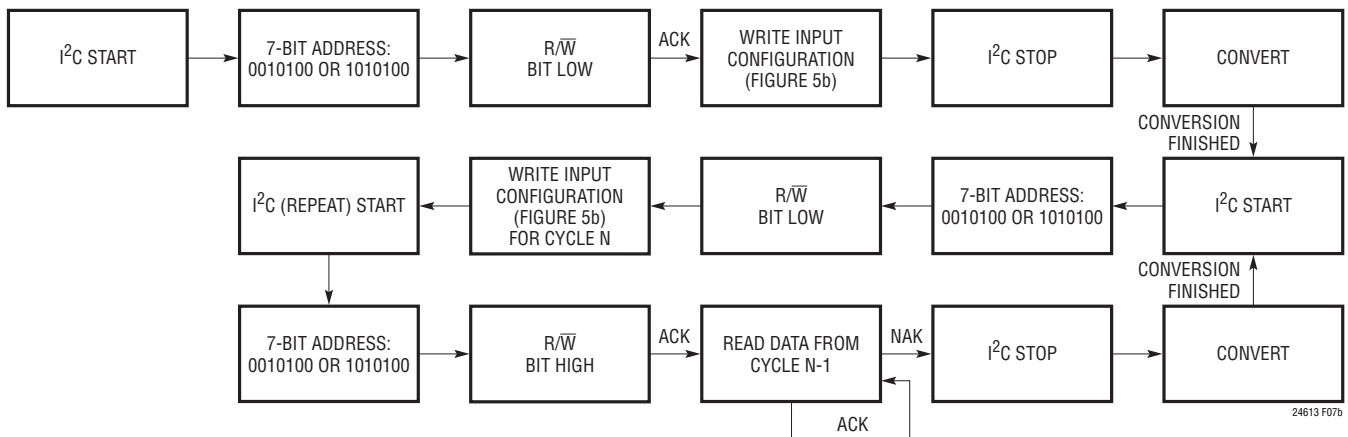 I²C START
7-BIT ADDRESS:
0010100 OR 1010100
R/W̅
BIT LOW
ACK
WRITE INPUT
CONFIGURATION
(FIGURE 5b)
I²C STOP
CONVERT
CONVERSION
FINISHED
I²C START
7-BIT ADDRESS:
0010100 OR 1010100
R/W̅
BIT LOW
WRITE INPUT
CONFIGURATION
(FIGURE 5b)
FOR CYCLE N
I²C (REPEAT) START
7-BIT ADDRESS:
0010100 OR 1010100
R/W̅
BIT HIGH
ACK
READ DATA FROM
CYCLE N-1
ACK
NAK
I²C STOP
CONVERT
CONVERSION
FINISHED
24613 F07b